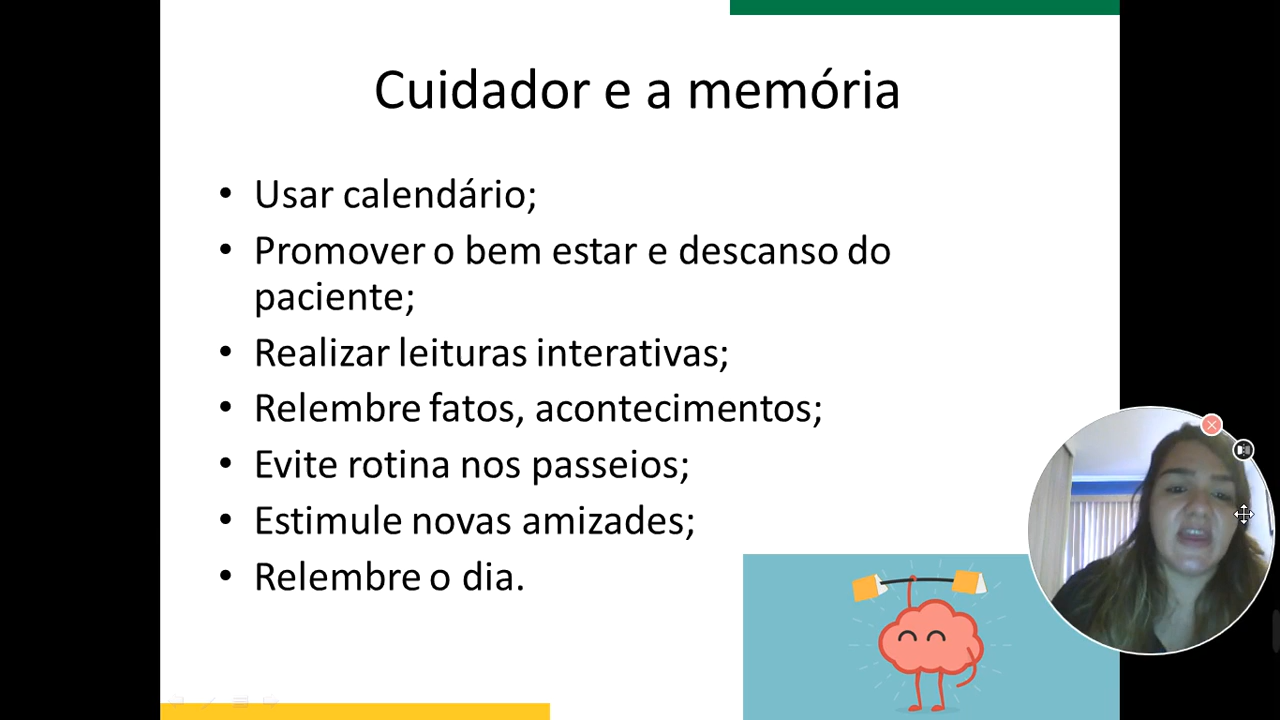 Cuidador e a memória
• Usar calendário;
• Promover o bem estar e descanso do
paciente;
• Realizar leituras interativas;
• Relembre fatos, acontecimentos;
• Evite rotina nos passeios;
• Estimule novas amizades;
• Relembre o dia.